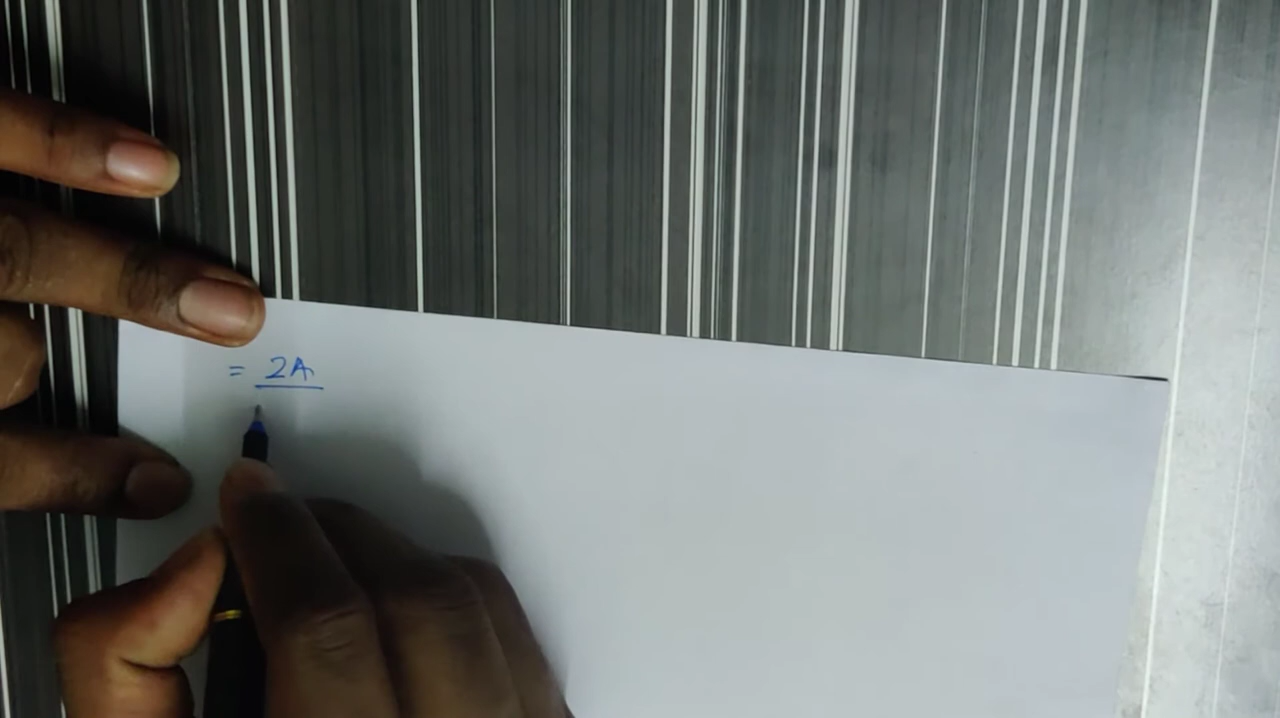 = 2A